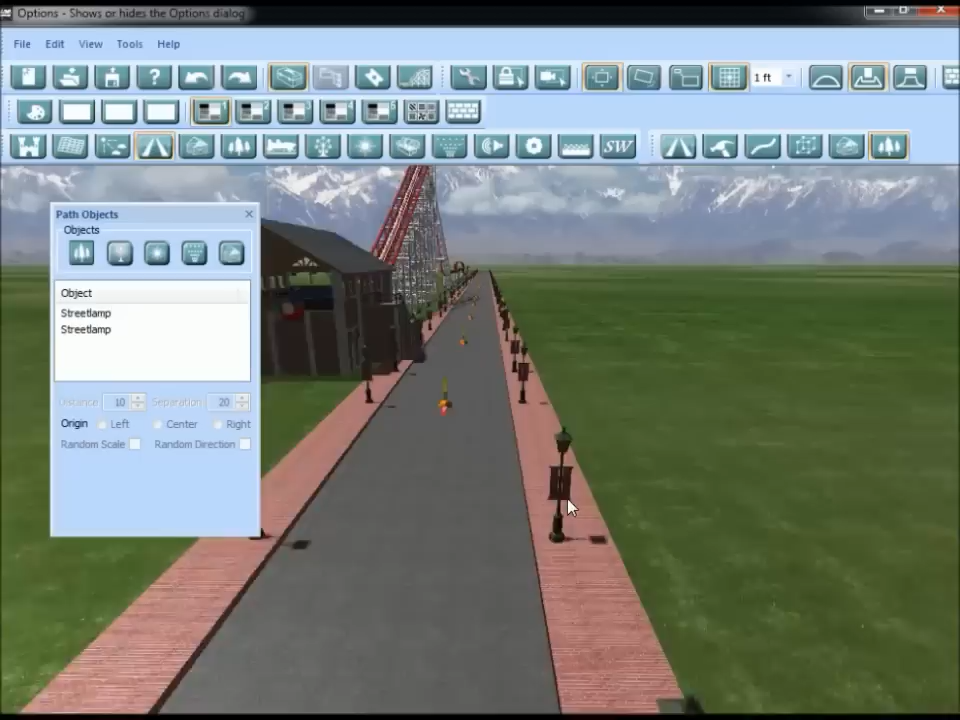 Options - Shows or hides the Options dialog
File Edit View Tools Help
1 ft
SW
Path Objects
Objects
Object
Streetlamp
Streetlamp
Distance 10 Separation 20
Origin Left Center Right
Random Scale Random Direction